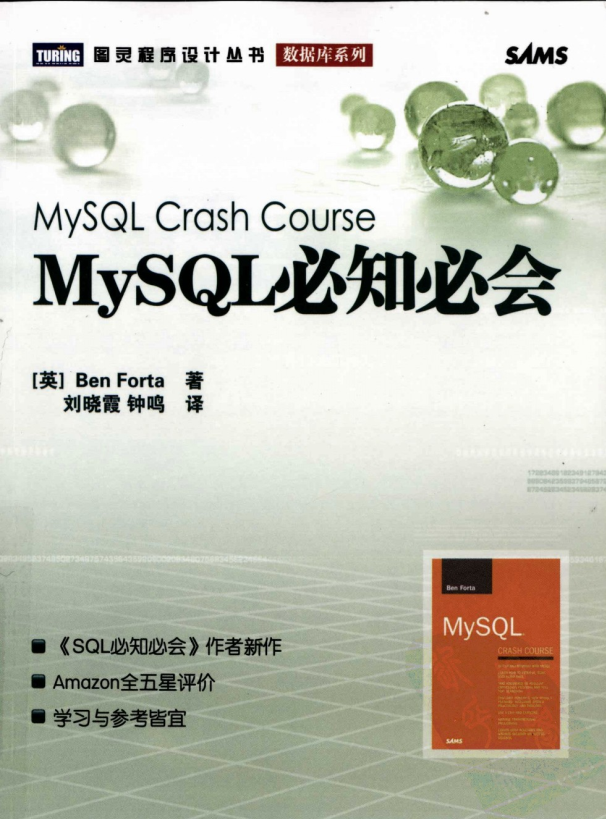 TURING 图灵程序设计丛书 数据库系列 SAMS
MySQL Crash Course
MySQL必知必会
[英] Ben Forta 著
刘晓霞 钟鸣 译
Ben Forta
MySQL
CRASH COURSE
SAMS
■ 《SQL必知必会》作者新作
■ Amazon全五星评价
■ 学习与参考皆宜